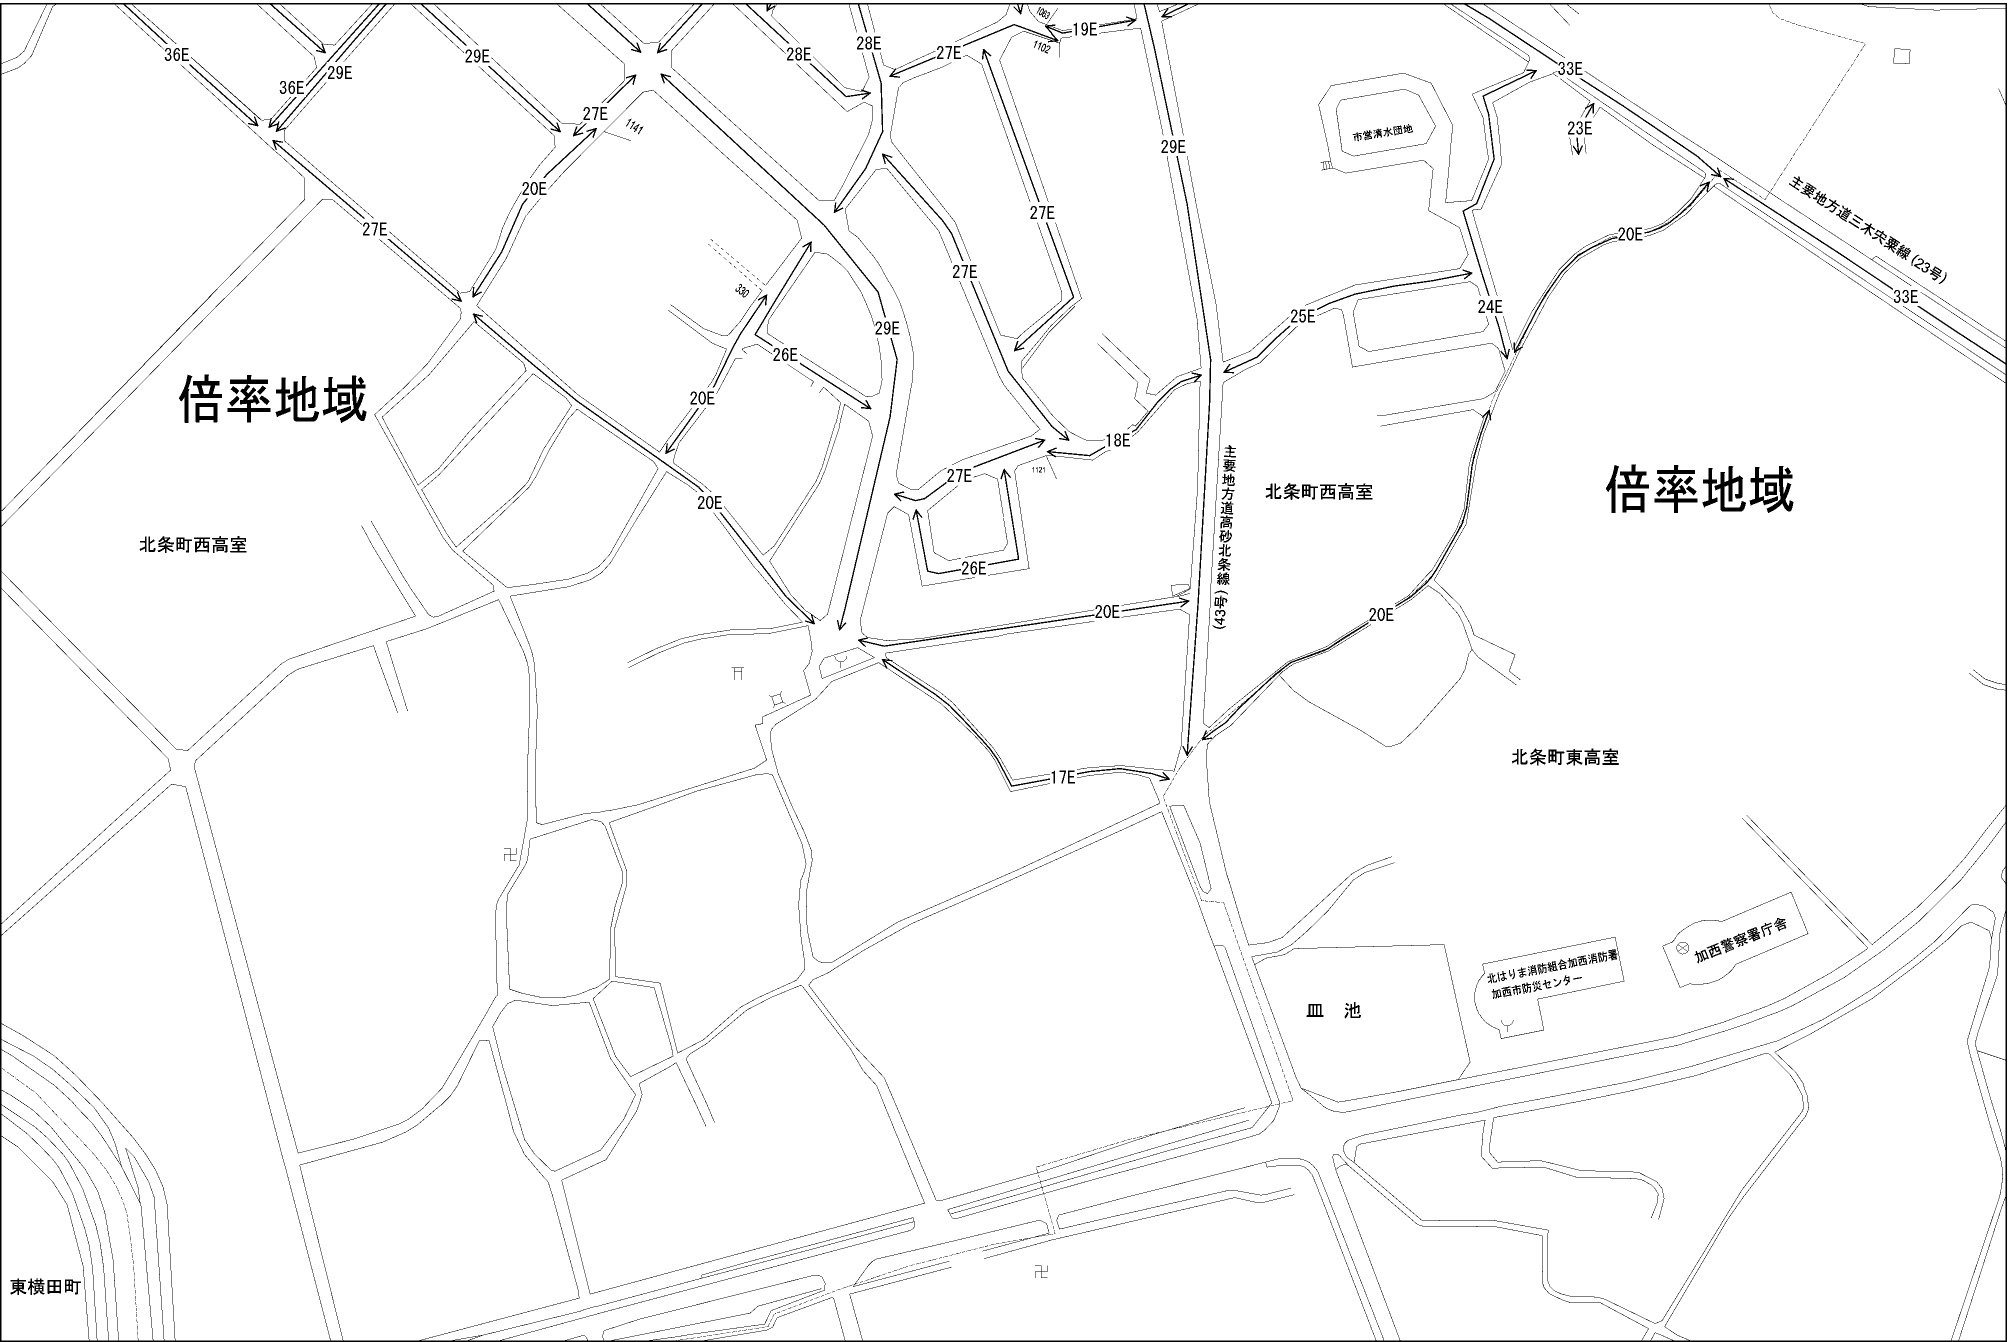 1063
19E
28E
27E
1102
36E
29E
28E
33E
29E
36E
27E
1141
23E
市営清水団地
29E
主要地方道三木宍粟線(23号)
20E
27E
27E
20E
27E
330
33E
24E
25E
29E
26E
倍率地域
20E
18E
主要地方道高砂北条線(43号)
1121
27E
北条町西高室
倍率地域
20E
北条町西高室
26E
20E
20E
北条町東高室
17E
加西警察署庁舎
北はりま消防組合加西消防署
加西市防災センター
皿 池
東横田町